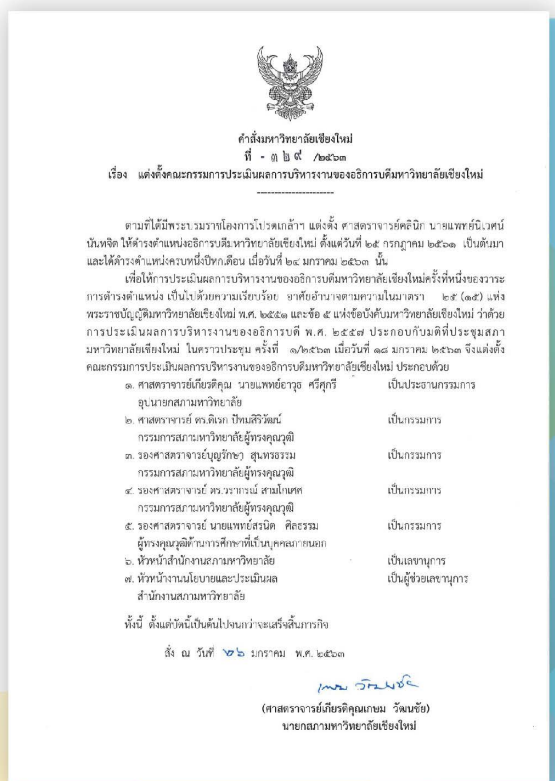 คำสั่งมหาวิทยาลัยเชียงใหม่
ที่ - ๓๒๙ /๒๕๖๓
เรื่อง แต่งตั้งคณะกรรมการประเมินผลการบริหารงานของอธิการบดีมหาวิทยาลัยเชียงใหม่
ตามที่ได้มีพระบรมราชโองการโปรดเกล้าฯ แต่งตั้ง ศาสตราจารย์คลินิก นายแพทย์นิเวศน์
นันทจิต ให้ดำรงตำแหน่งอธิการบดีมหาวิทยาลัยเชียงใหม่ ตั้งแต่วันที่ ๒๕ กรกฎาคม ๒๕๖๑ เป็นต้นมา
และได้ดำรงตำแหน่งครบหนึ่งปีหกเดือน เมื่อวันที่ ๒๔ มกราคม ๒๕๖๓ นั้น
เพื่อให้การประเมินผลการบริหารงานของอธิการบดีมหาวิทยาลัยเชียงใหม่ครั้งที่หนึ่งของวาระ
การดำรงตำแหน่ง เป็นไปด้วยความเรียบร้อย อาศัยอำนาจตามความในมาตรา ๒๕ (๑๕) แห่ง
พระราชบัญญัติมหาวิทยาลัยเชียงใหม่ พ.ศ. ๒๕๕๑ และข้อ ๕ แห่งข้อบังคับมหาวิทยาลัยเชียงใหม่ ว่าด้วย
การประเมินผลการบริหารงานของอธิการบดี พ.ศ. ๒๕๕๗ ประกอบกับมติที่ประชุมสภา
มหาวิทยาลัยเชียงใหม่ ในคราวประชุม ครั้งที่ ๑/๒๕๖๓ เมื่อวันที่ ๑๘ มกราคม ๒๕๖๓ จึงแต่งตั้ง
คณะกรรมการประเมินผลการบริหารงานของอธิการบดีมหาวิทยาลัยเชียงใหม่ ประกอบด้วย
๑. ศาสตราจารย์เกียรติคุณ นายแพทย์อาวุธ ศรีศุกรี เป็นประธานกรรมการ
อุปนายกสภามหาวิทยาลัย
๒. ศาสตราจารย์ ดร.ดิเรก ปัทมสิริวัฒน์ เป็นกรรมการ
กรรมการสภามหาวิทยาลัยผู้ทรงคุณวุฒิ
๓. รองศาสตราจารย์บุญรักษา สุนทรธรรม เป็นกรรมการ
กรรมการสภามหาวิทยาลัยผู้ทรงคุณวุฒิ
๔. รองศาสตราจารย์ ดร.วรากรณ์ สามโกเศศ เป็นกรรมการ
กรรมการสภามหาวิทยาลัยผู้ทรงคุณวุฒิ
๕. รองศาสตราจารย์ นายแพทย์สรนิต ศิลธรรม เป็นกรรมการ
ผู้ทรงคุณวุฒิด้านการศึกษาที่เป็นบุคคลภายนอก
๖. หัวหน้าสำนักงานสภามหาวิทยาลัย เป็นเลขานุการ
๗. หัวหน้างานนโยบายและประเมินผล เป็นผู้ช่วยเลขานุการ
สำนักงานสภามหาวิทยาลัย
ทั้งนี้ ตั้งแต่บัดนี้เป็นต้นไปจนกว่าจะเสร็จสิ้นภารกิจ
สั่ง ณ วันที่ ๒๖ มกราคม พ.ศ. ๒๕๖๓
เกษม วัฒนชัย
(ศาสตราจารย์เกียรติคุณเกษม วัฒนชัย)
นายกสภามหาวิทยาลัยเชียงใหม่